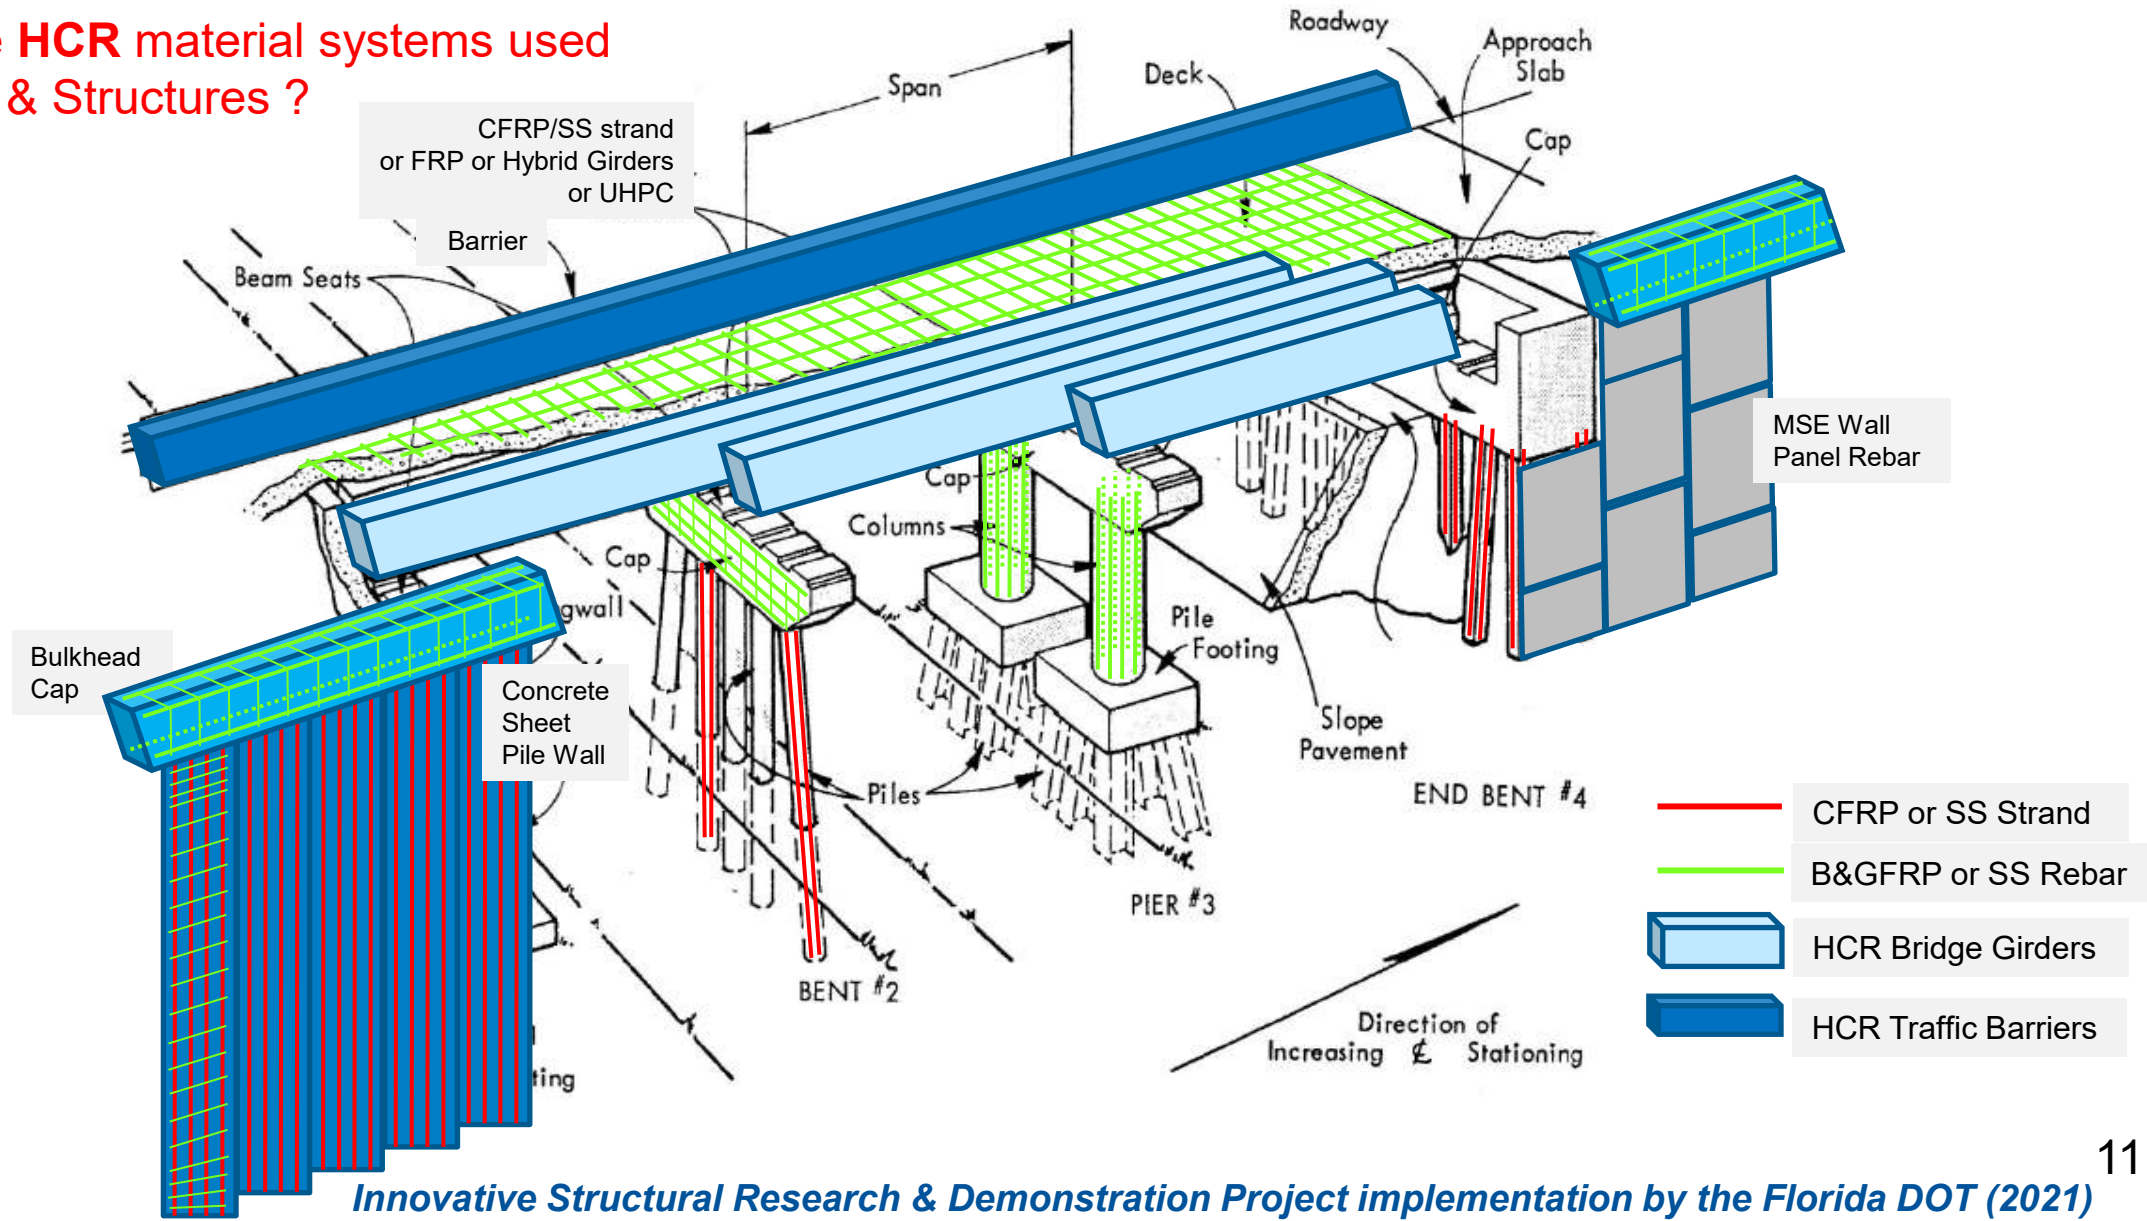 HCR material systems used
& Structures ?
Roadway
Approach
Slab
Deck
Span
Cap
CFRP/SS strand
or FRP or Hybrid Girders
or UHPC
Barrier
Beam Seats
MSE Wall
Panel Rebar
Cap
Columns
Cap
gwall
Bulkhead
Cap
Concrete
Sheet
Pile Wall
Pile
Footing
Slope
Pavement
Piles
END BENT #4
PIER #3
BENT #2
CFRP or SS Strand
B&GFRP or SS Rebar
HCR Bridge Girders
HCR Traffic Barriers
Direction of
Increasing ℄ Stationing
ting
11
Innovative Structural Research & Demonstration Project implementation by the Florida DOT (2021)